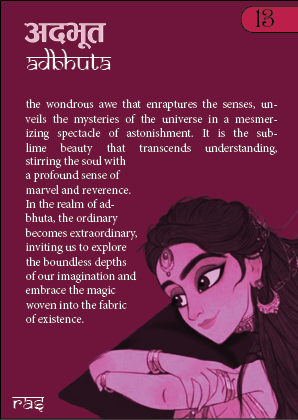 13
अदभूत
adbhuta
the wondrous awe that enraptures the senses, un-
veils the mysteries of the universe in a mesmer-
izing spectacle of astonishment. It is the sub-
lime beauty that transcends understanding,
stirring the soul with
a profound sense of
marvel and reverence.
In the realm of ad-
bhuta, the ordinary
becomes extraordinary,
inviting us to explore
the boundless depths
of our imagination and
embrace the magic
woven into the fabric
of existence.
ras